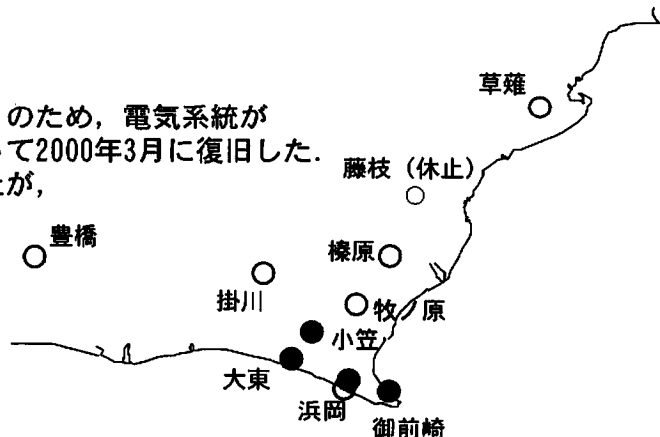 のため，電気系統が
て2000年3月に復旧した．
が，
草薙
藤枝（休止）
豊橋
榛原
掛川
牧ノ原
小笠
大東
浜岡
御前崎